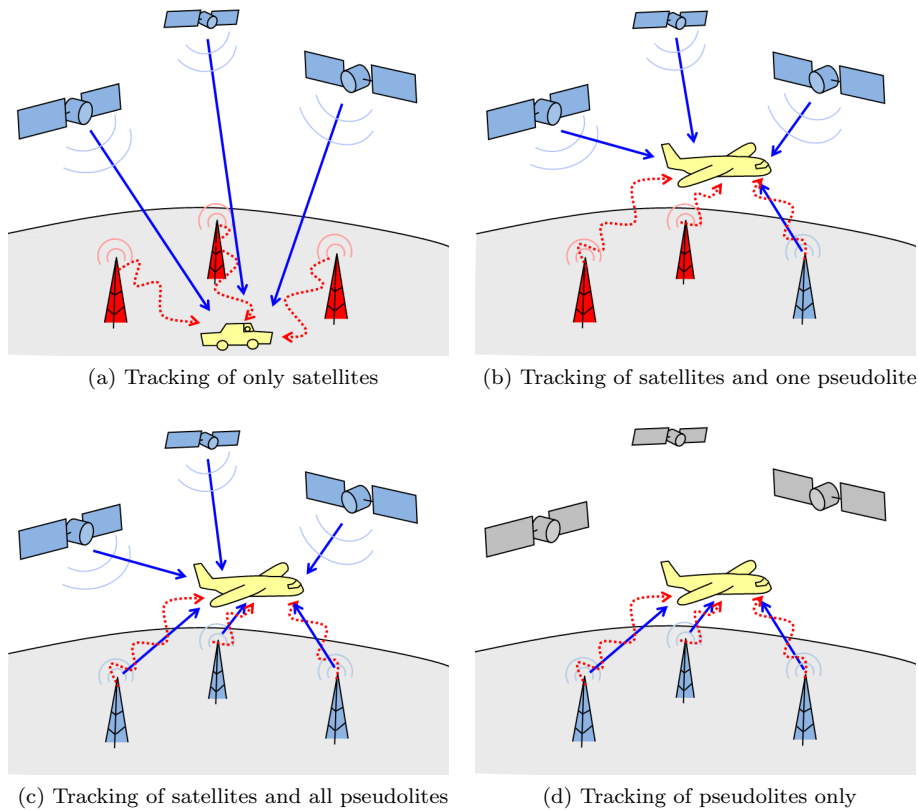 (a) Tracking of only satellites
(b) Tracking of satellites and one pseudolite
(c) Tracking of satellites and all pseudolites
(d) Tracking of pseudolites only